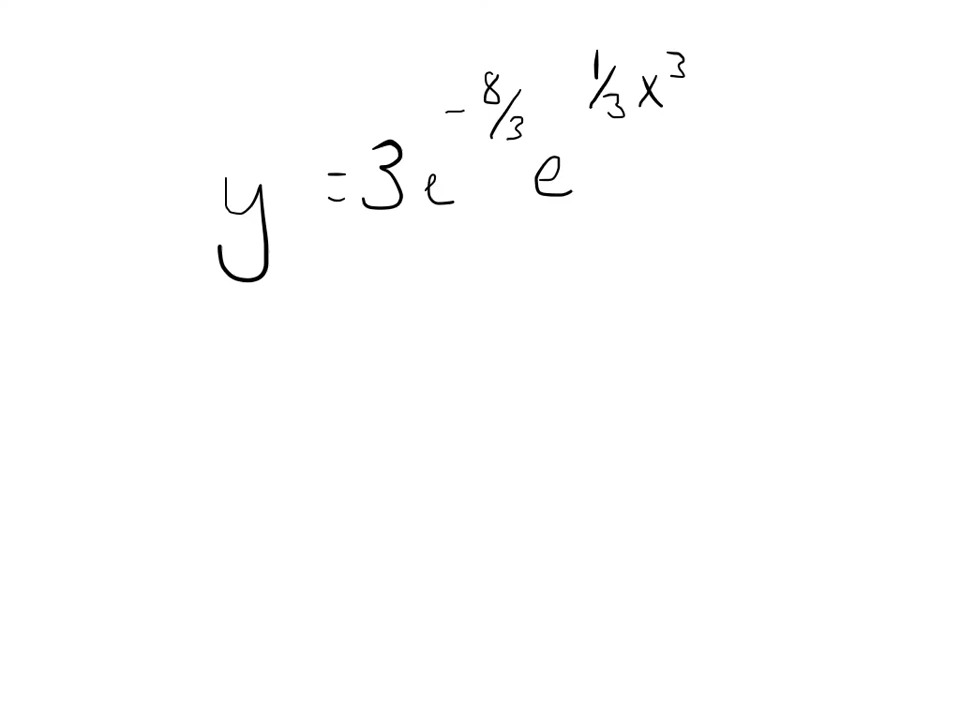 y = 3e^{-8/3} e^{1/3 x^3}